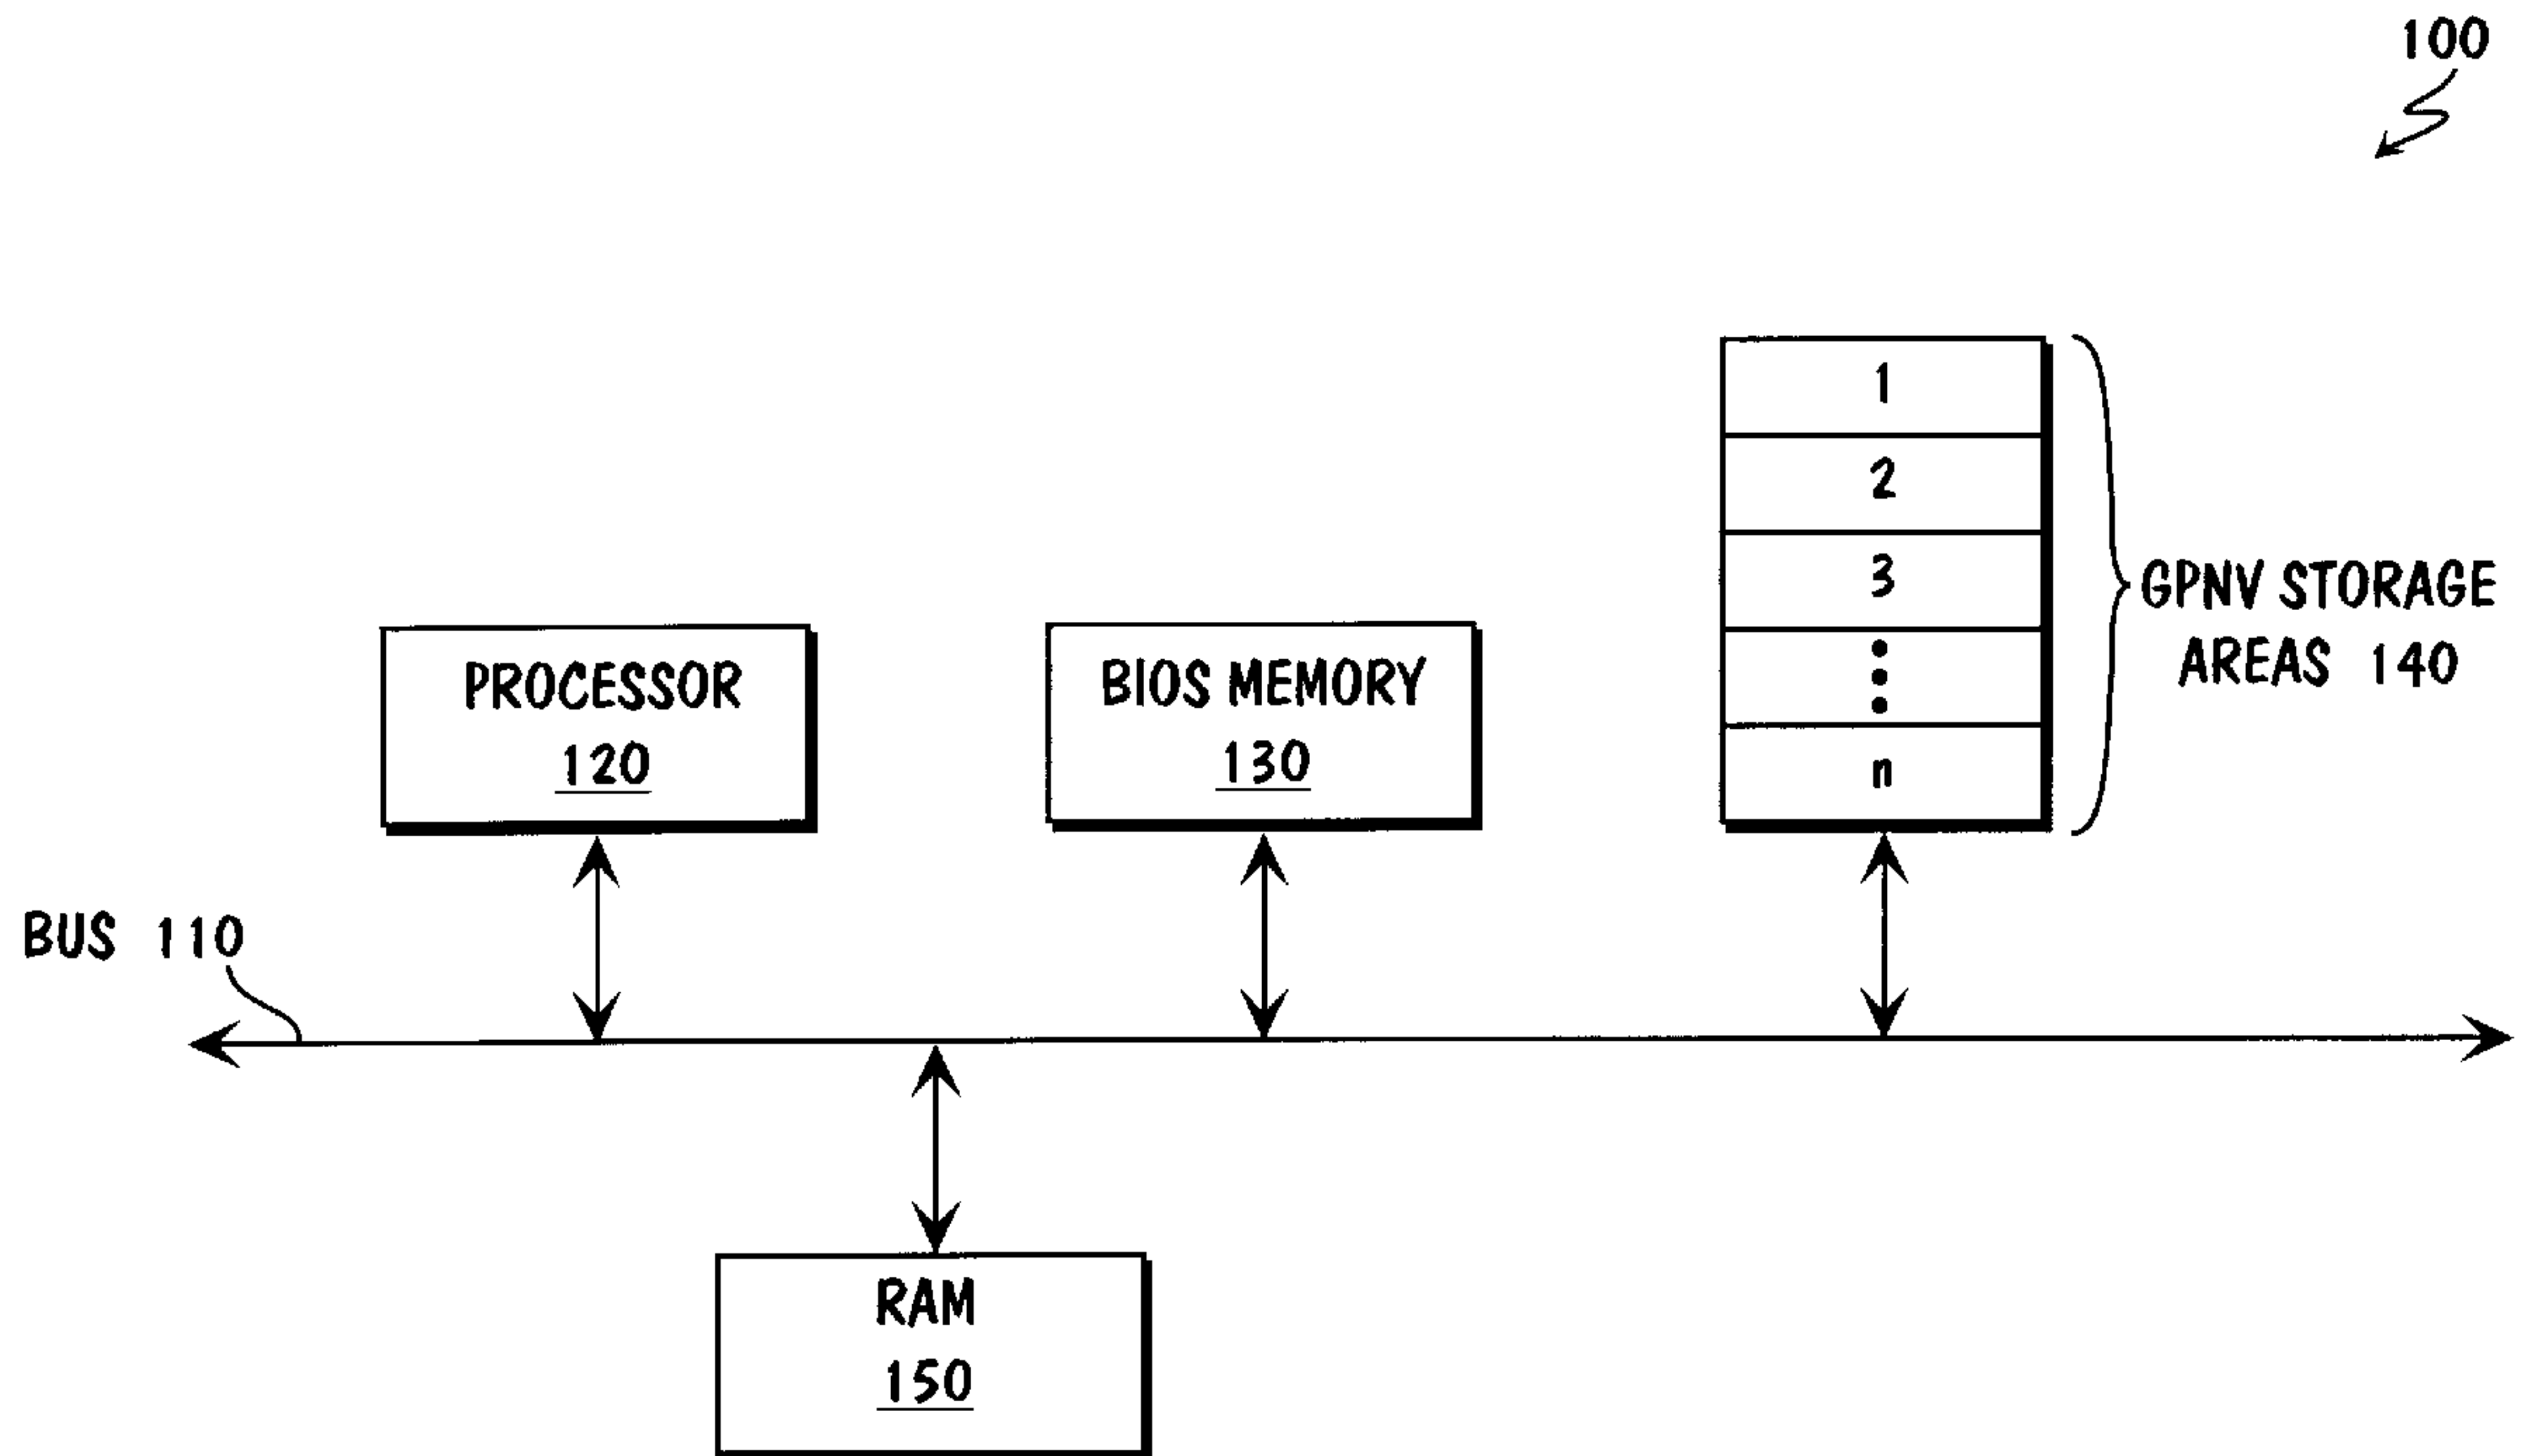 100
1
2
3
n
GPNV STORAGE
AREAS 140
PROCESSOR
120
BIOS MEMORY
130
BUS 110
RAM
150